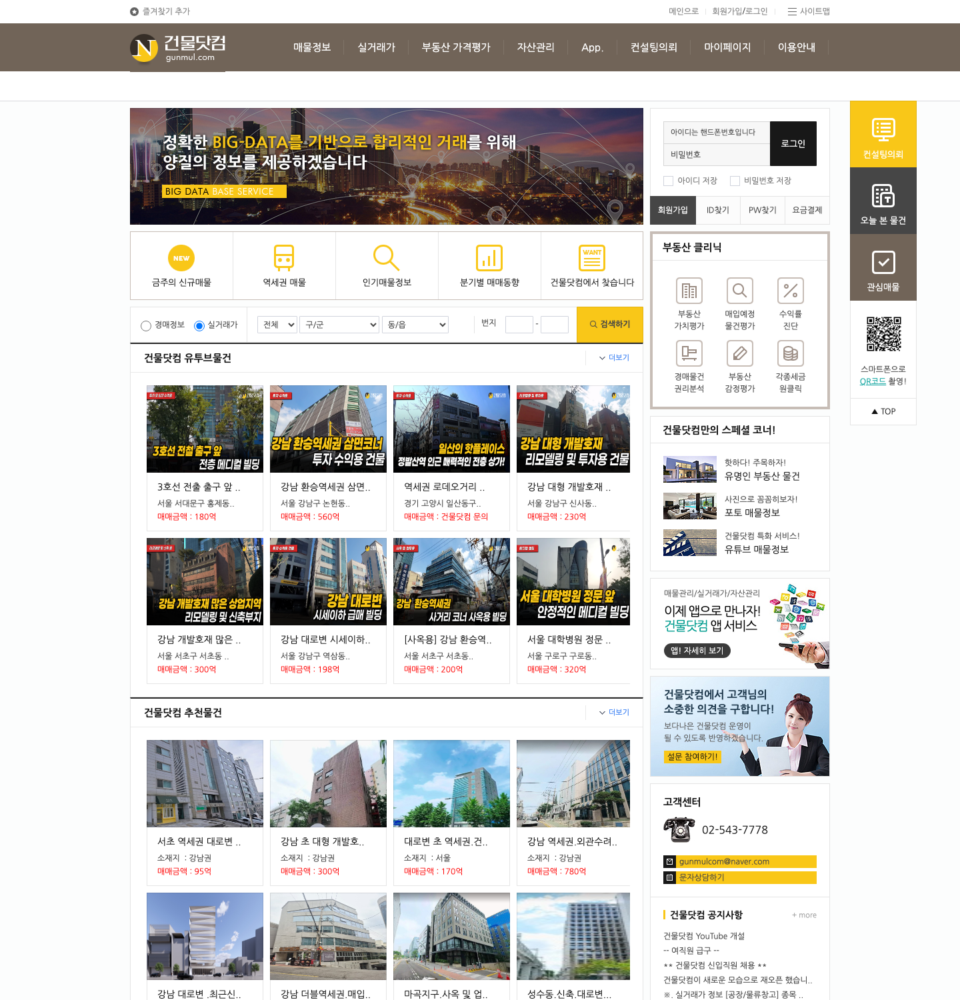 즐겨찾기 추가
메인으로
회원가입/로그인
사이트맵
N 건물닷컴
gunmul.com
매물정보
실거래가
부동산 가격평가
자산관리
App.
컨설팅의뢰
마이페이지
이용안내
정확한 BIG-DATA를 기반으로 합리적인 거래를 위해
양질의 정보를 제공하겠습니다
BIG DATA BASE SERVICE
아이디는 핸드폰번호입니다
비밀번호
로그인
아이디 저장
비밀번호 저장
회원가입
ID찾기
PW찾기
요금결제
컨설팅의뢰
오늘 본 물건
관심매물
스마트폰으로
QR코드 촬영!
▲ TOP
NEW
금주의 신규매물
역세권 매물
인기매물정보
분기별 매매동향
WANT
건물닷컴에서 찾습니다
경매정보
실거래가
전체
구/군
동/읍
번지
-
검색하기
부동산 클리닉
부동산
가치평가
매입예정
물건평가
수익률
진단
경매물건
권리분석
부동산
감정평가
각종세금
원클릭
건물닷컴 유투브물건
더보기
3호선 전철 출구 앞
전층 메디컬 빌딩
3호선 전출 출구 앞 ..
서울 서대문구 홍제동..
매매금액 : 180억
투자 수익용
강남 환승역세권 삼면코너
투자 수익용 건물
강남 환승역세권 삼면..
서울 강남구 논현동..
매매금액 : 560억
투자 수익용
일산의 핫플레이스
정발산역 인근 매력적인 전층 상가!
역세권 로데오거리 ..
경기 고양시 일산동구..
매매금액 : 건물닷컴 문의
리모델링 및 투자용
강남 대형 개발호재
리모델링 및 투자용 건물
강남 대형 개발호재 ..
서울 강남구 신사동..
매매금액 : 230억
강남 개발호재 많은 상업지역
리모델링 및 신축부지
강남 개발호재 많은 ..
서울 서초구 서초동 ..
매매금액 : 300억
투자 수익용 건물
강남 대로변
시세이하 급매 빌딩
강남 대로변 시세이하..
서울 강남구 역삼동..
매매금액 : 198억
강남 환승역세권
사거리 코너 사옥용 빌딩
[사옥용] 강남 환승역..
서울 서초구 서초동..
매매금액 : 200억
서울 대학병원 정문 앞
안정적인 메디컬 빌딩
서울 대학병원 정문 ..
서울 구로구 구로동..
매매금액 : 320억
건물닷컴만의 스페셜 코너!
핫하다! 주목하자!
유명인 부동산 물건
사진으로 꼼꼼히보자!
포토 매물정보
건물닷컴 특화 서비스!
유튜브 매물정보
매물관리/실거래가/자산관리
이제 앱으로 만나자!
건물닷컴 앱 서비스
앱! 자세히 보기
건물닷컴에서 고객님의
소중한 의견을 구합니다!
보다나은 건물닷컴 운영이
될 수 있도록 반영하겠습니다.
설문 참여하기!
건물닷컴 추천물건
더보기
서초 역세권 대로변 ..
소재지 : 강남권
매매금액 : 95억
강남 초 대형 개발호..
소재지 : 강남권
매매금액 : 300억
대로변 초 역세권.건..
소재지 : 서울
매매금액 : 170억
강남 역세권.외관수려..
소재지 : 강남권
매매금액 : 780억
강남 대로변 .최근신..
강남 더블역세권.매입..
마곡지구.사옥 및 업..
성수동.신축.대로변...
고객센터
02-543-7778
gunmulcom@naver.com
문자상담하기
건물닷컴 공지사항
+ more
건물닷컴 YouTube 개설
-- 여직원 급구 --
** 건물닷컴 신입직원 채용 **
건물닷컴이 새로운 모습으로 재오픈 했습니..
※. 실거래가 정보 [공장/물류창고] 종목 ..